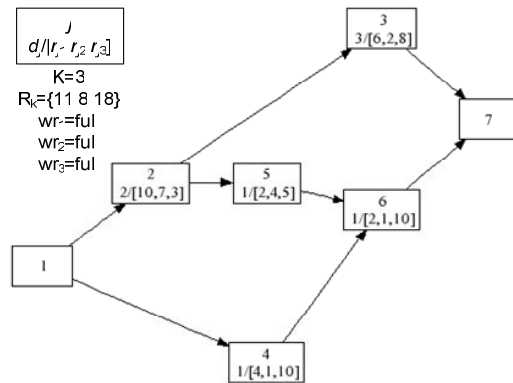 J
dⱼ/[rⱼ₁ rⱼ₂ rⱼ₃]
K=3
Rₖ={11 8 18}
wr₁=ful
wr₂=ful
wr₃=ful
3
3/[6,2,8]
7
2
2/[10,7,3]
5
1/[2,4,5]
6
1/[2,1,10]
1
4
1/[4,1,10]